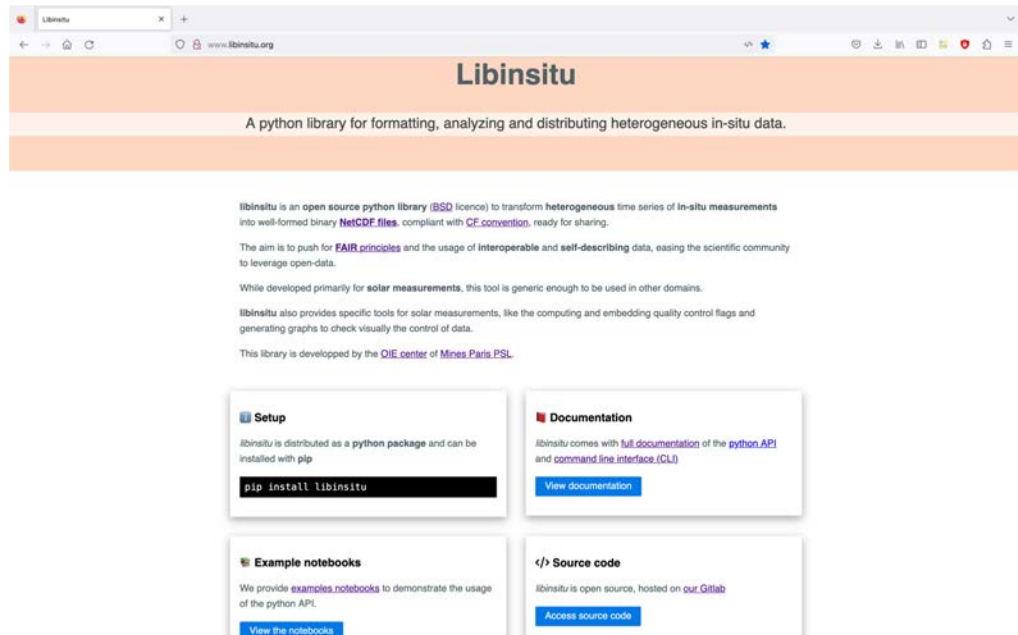 Libinsitu
www.libinsitu.org
Libinsitu
A python library for formatting, analyzing and distributing heterogeneous in-situ data.
libinsitu is an open source python library (BSD licence) to transform heterogeneous time series of in-situ measurements
into well-formed binary NetCDF files, compliant with CF convention, ready for sharing.
The aim is to push for FAIR principles and the usage of interoperable and self-describing data, easing the scientific community
to leverage open-data.
While developed primarily for solar measurements, this tool is generic enough to be used in other domains.
libinsitu also provides specific tools for solar measurements, like the computing and embedding quality control flags and
generating graphs to check visually the control of data.
This library is developped by the OIE center of Mines Paris PSL.
Setup
libinsitu is distributed as a python package and can be
installed with pip
pip install libinsitu
Documentation
libinsitu comes with full documentation of the python API
and command line interface (CLI)
View documentation
Example notebooks
We provide examples notebooks to demonstrate the usage
of the python API.
View the notebooks
</> Source code
libinsitu is open source, hosted on our Gitlab
Access source code